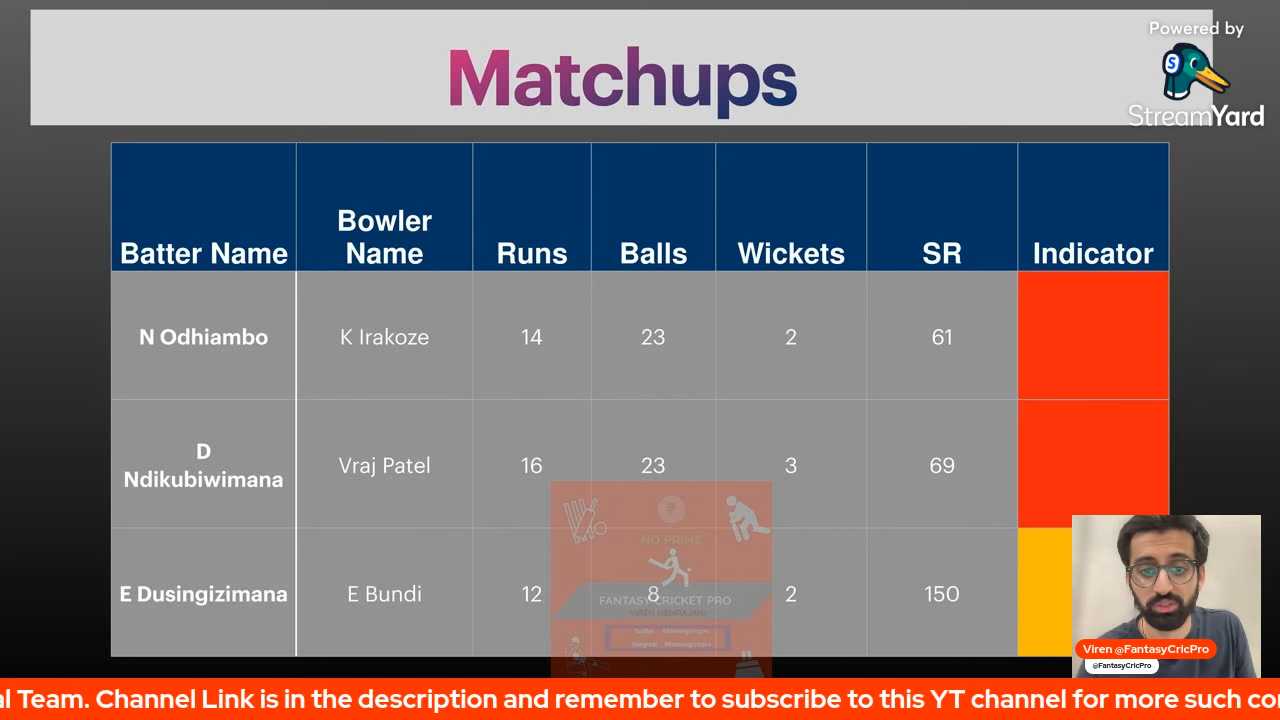 Powered by
StreamYard
Matchups
Batter Name Bowler Name Runs Balls Wickets SR Indicator
N Odhiambo K Irakoze 14 23 2 61
D Ndikubiwimana Vraj Patel 16 23 3 69
E Dusingizimana E Bundi 12 8 2 150
NO PRIME
FANTASY CRICKET PRO
Viren @FantasyCricPro
@FantasyCricPro
al Team. Channel Link is in the description and remember to subscribe to this YT channel for more such co